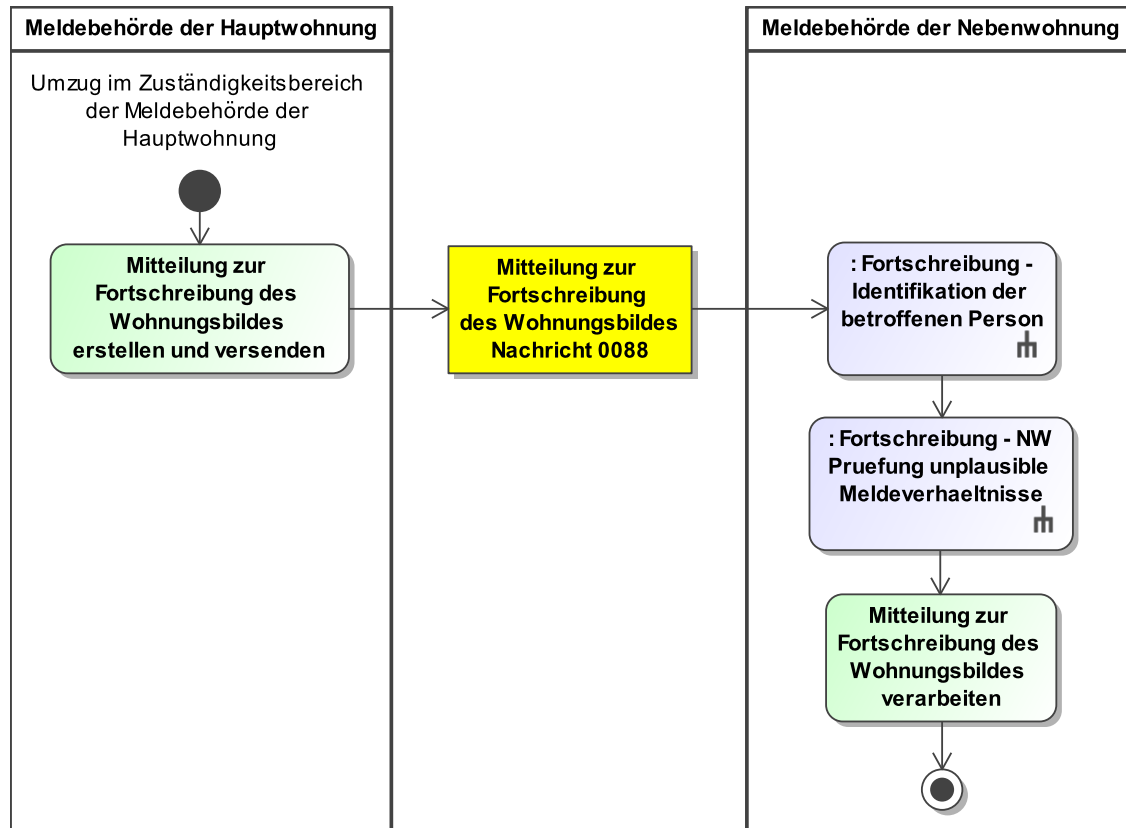 Meldebehörde der Hauptwohnung
Umzug im Zuständigkeitsbereich
der Meldebehörde der
Hauptwohnung
Mitteilung zur
Fortschreibung des
Wohnungsbildes
erstellen und versenden
Mitteilung zur
Fortschreibung
des Wohnungsbildes
Nachricht 0088
Meldebehörde der Nebenwohnung
: Fortschreibung -
Identifikation der
betroffenen Person
: Fortschreibung - NW
Pruefung unplausible
Meldeverhaeltnisse
Mitteilung zur
Fortschreibung des
Wohnungsbildes
verarbeiten